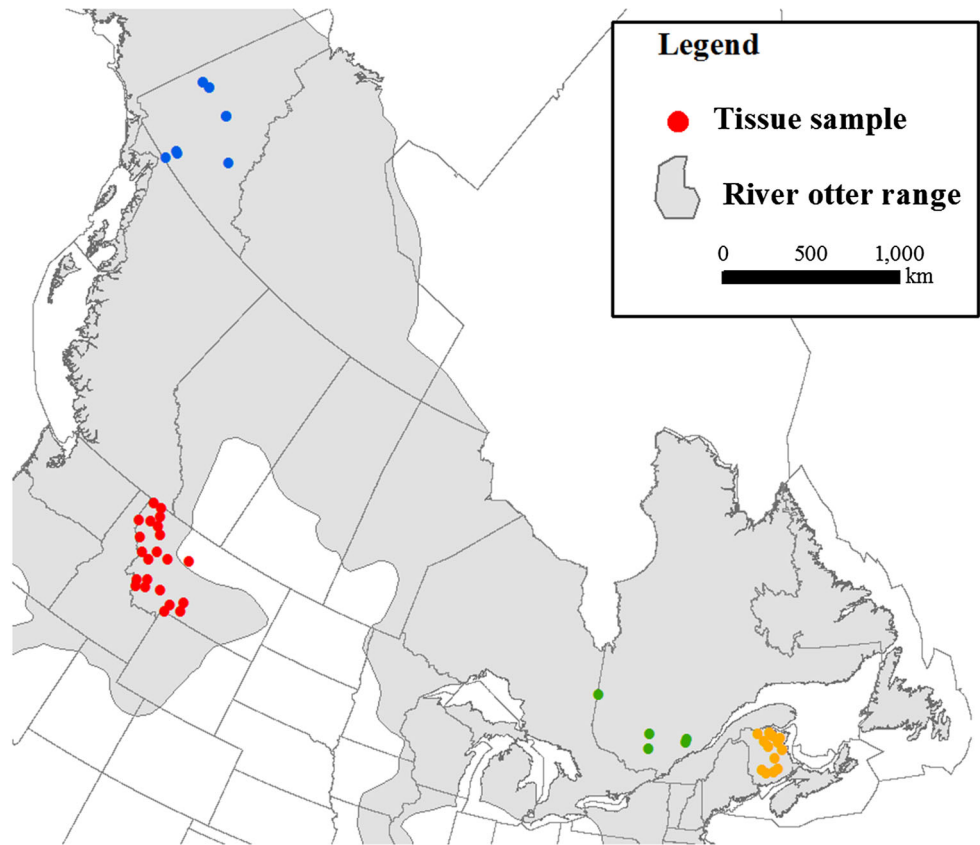 Legend
Tissue sample
River otter range
0 500 1,000
km